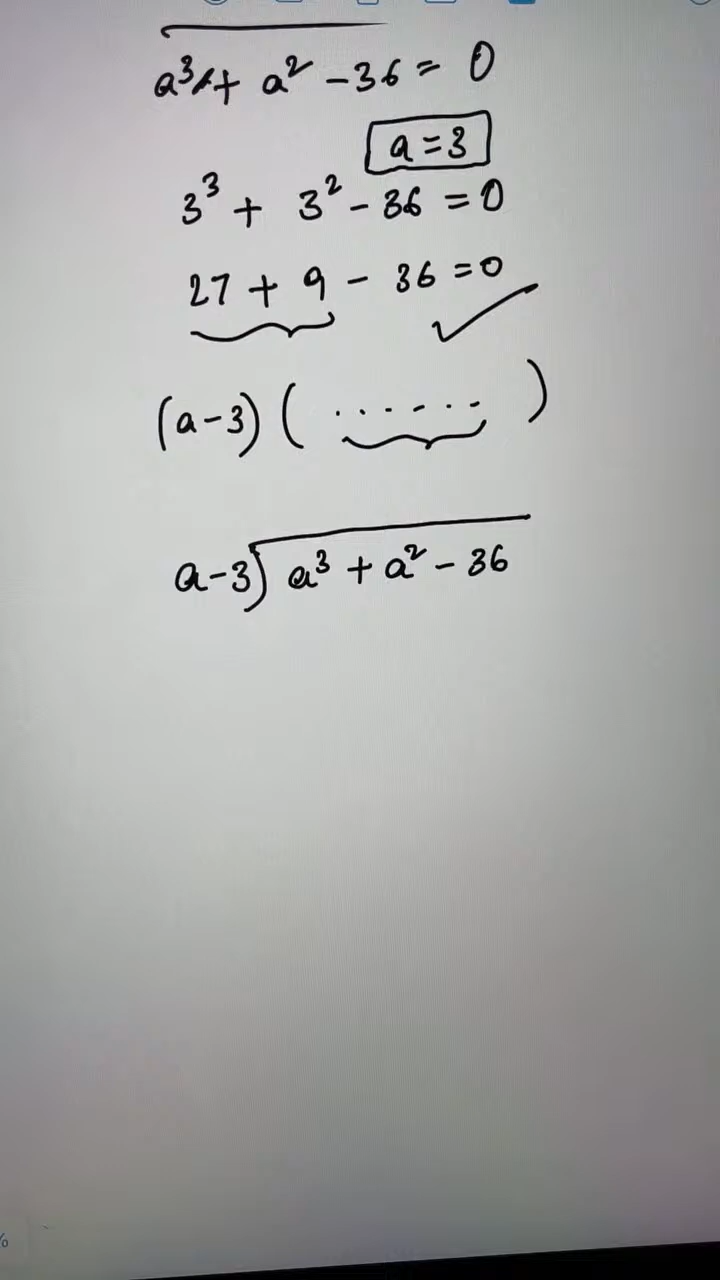 a³ + a² - 36 = 0
a = 3
3³ + 3² - 36 = 0
27 + 9 - 36 = 0 ✓
(a-3) ( ...... )
a-3) a³ + a² - 36
%